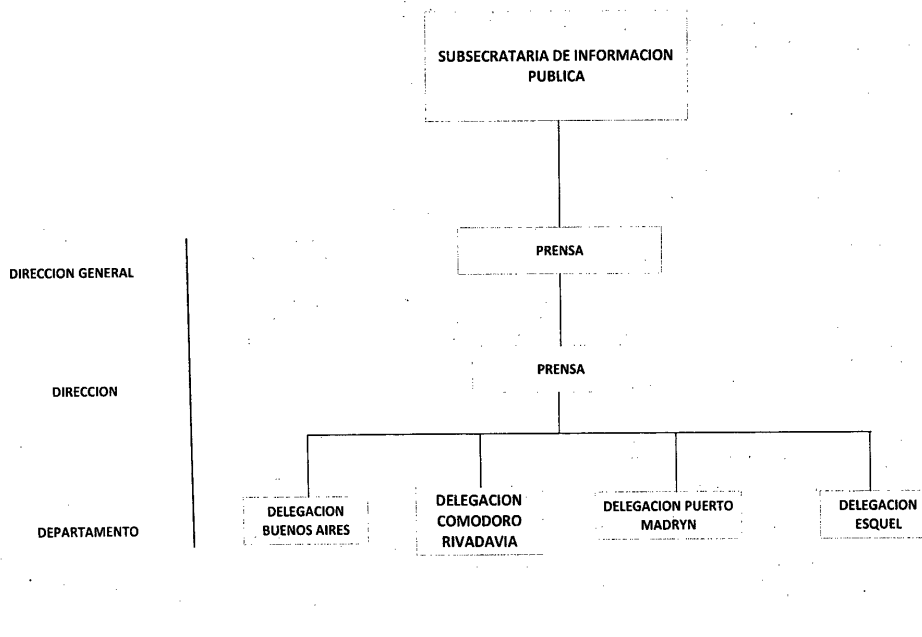 SUBSECRATARIA DE INFORMACION
PUBLICA
DIRECCION GENERAL
PRENSA
DIRECCION
PRENSA
DEPARTAMENTO
DELEGACION
BUENOS AIRES
DELEGACION
COMODORO
RIVADAVIA
DELEGACION PUERTO
MADRYN
DELEGACION
ESQUEL